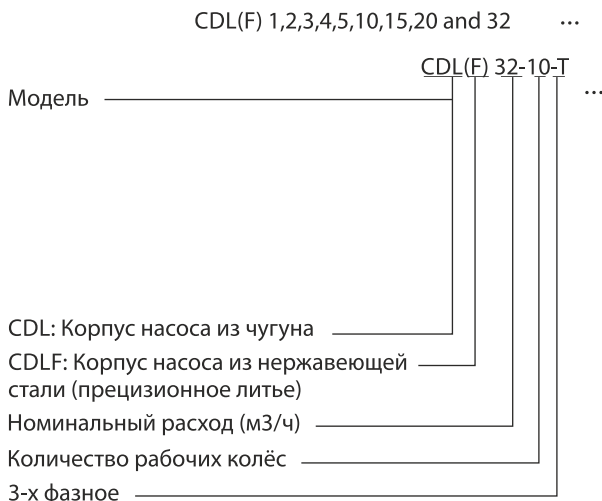 CDL(F) 1,2,3,4,5,10,15,20 and 32 ...
CDL(F) 32-10-T ...
Модель
CDL: Корпус насоса из чугуна
CDLF: Корпус насоса из нержавеющей
стали (прецизионное литье)
Номинальный расход (м3/ч)
Количество рабочих колёс
3-х фазное